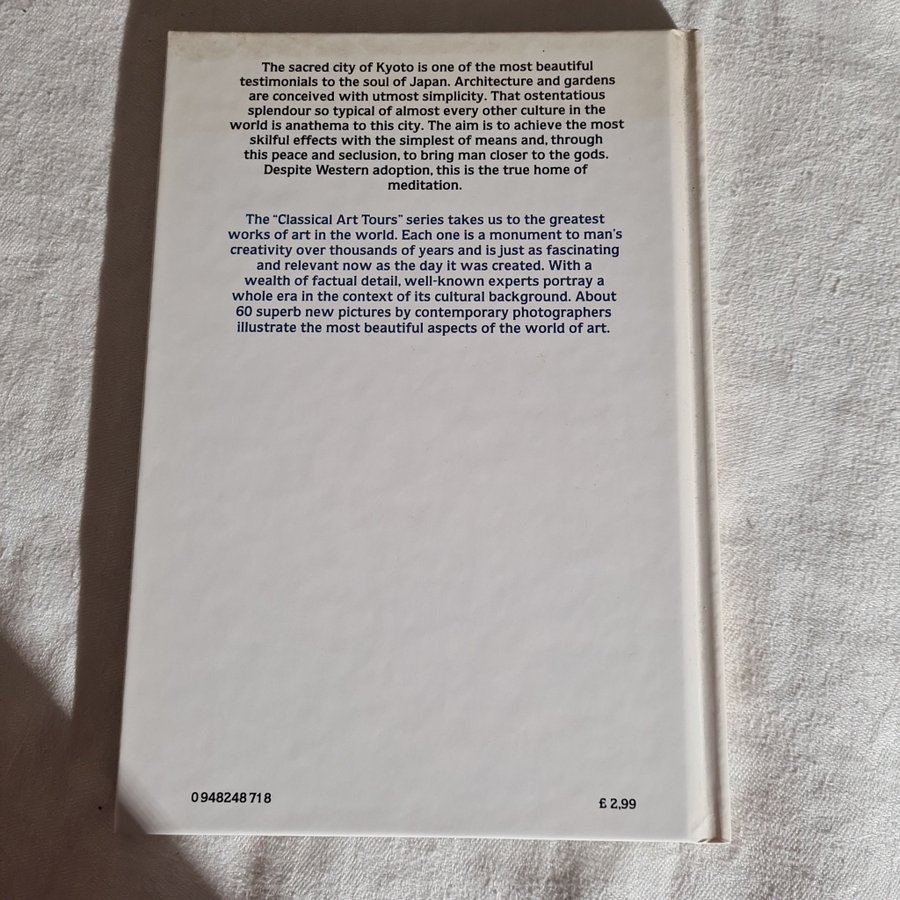 The sacred city of Kyoto is one of the most beautiful
testimonials to the soul of Japan. Architecture and gardens
are conceived with utmost simplicity. That ostentatious
splendour so typical of almost every other culture in the
world is anathema to this city. The aim is to achieve the most
skilful effects with the simplest of means and, through
this peace and seclusion, to bring man closer to the gods.
Despite Western adoption, this is the true home of
meditation.
The "Classical Art Tours" series takes us to the greatest
works of art in the world. Each one is a monument to man's
creativity over thousands of years and is just as fascinating
and relevant now as the day it was created. With a
wealth of factual detail, well-known experts portray a
whole era in the context of its cultural background. About
60 superb new pictures by contemporary photographers
illustrate the most beautiful aspects of the world of art.
0 948248 71 8
£ 2,99